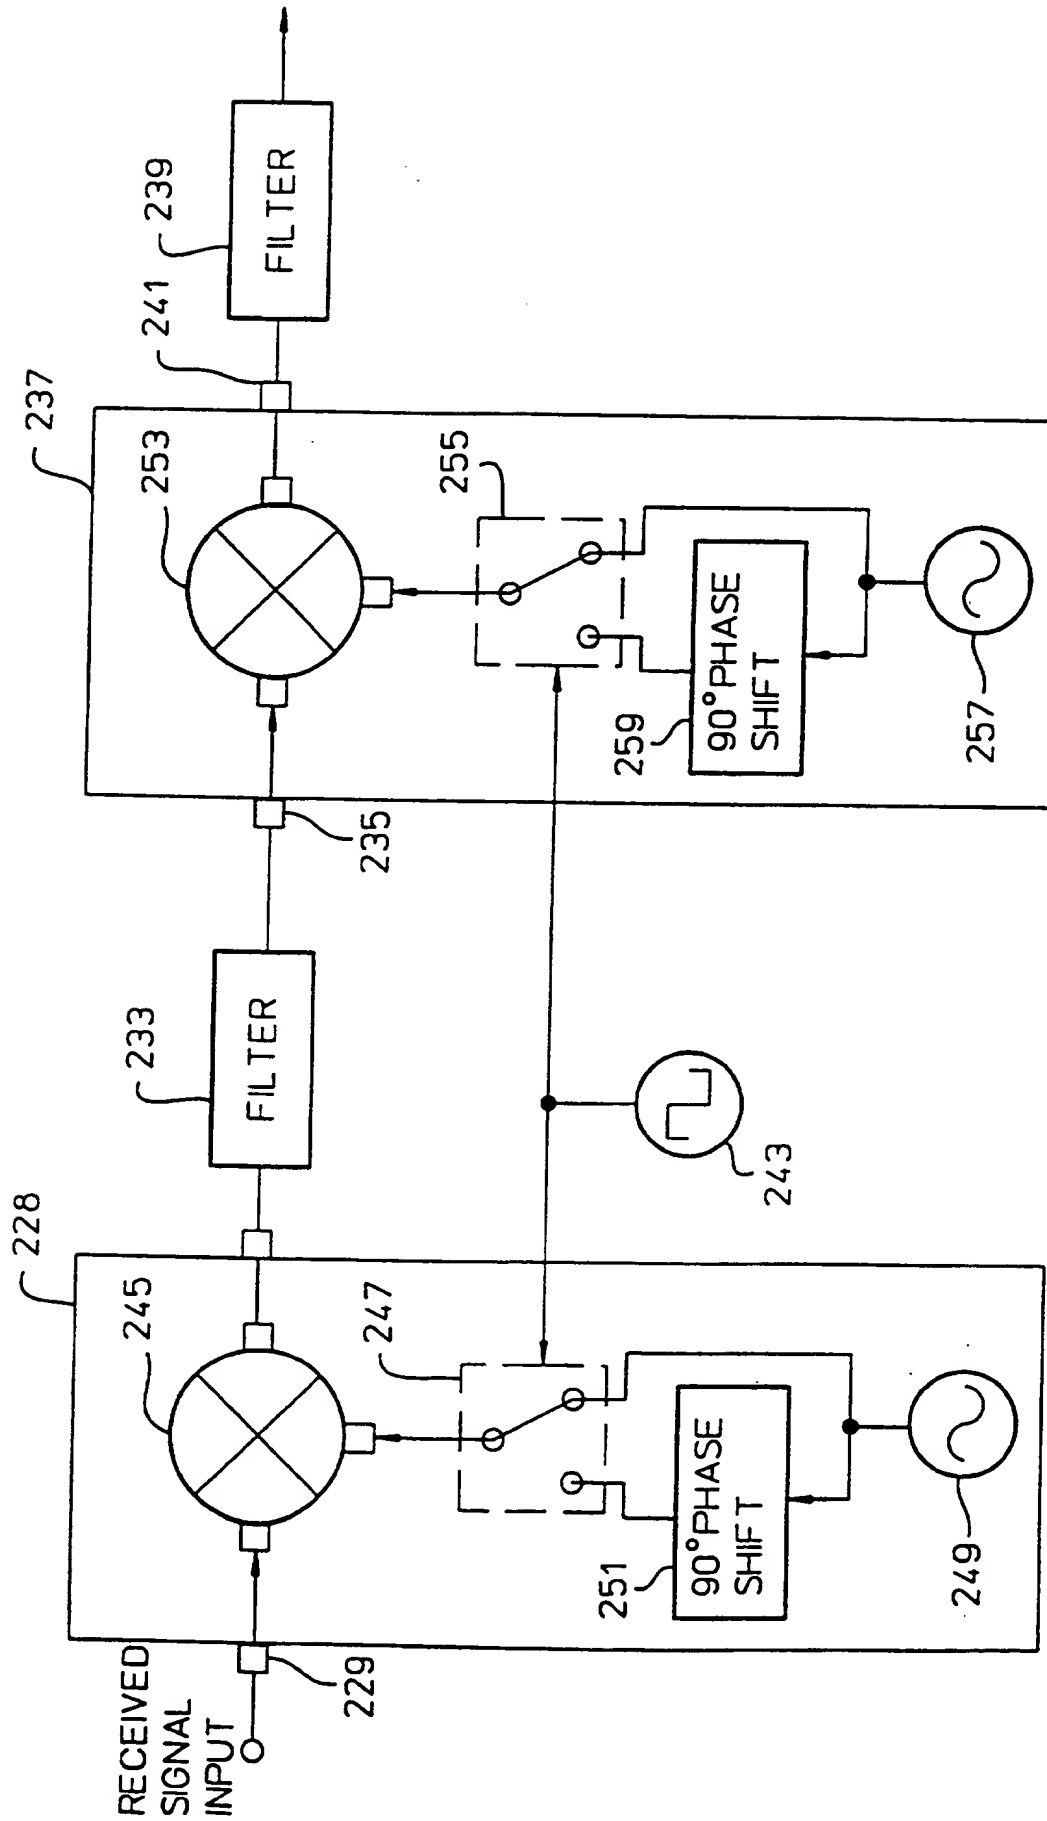 RECEIVED
SIGNAL
INPUT
229
228
245
247
251
90° PHASE
SHIFT
249
233
FILTER
243
235
237
253
255
259
90° PHASE
SHIFT
257
241
239
FILTER